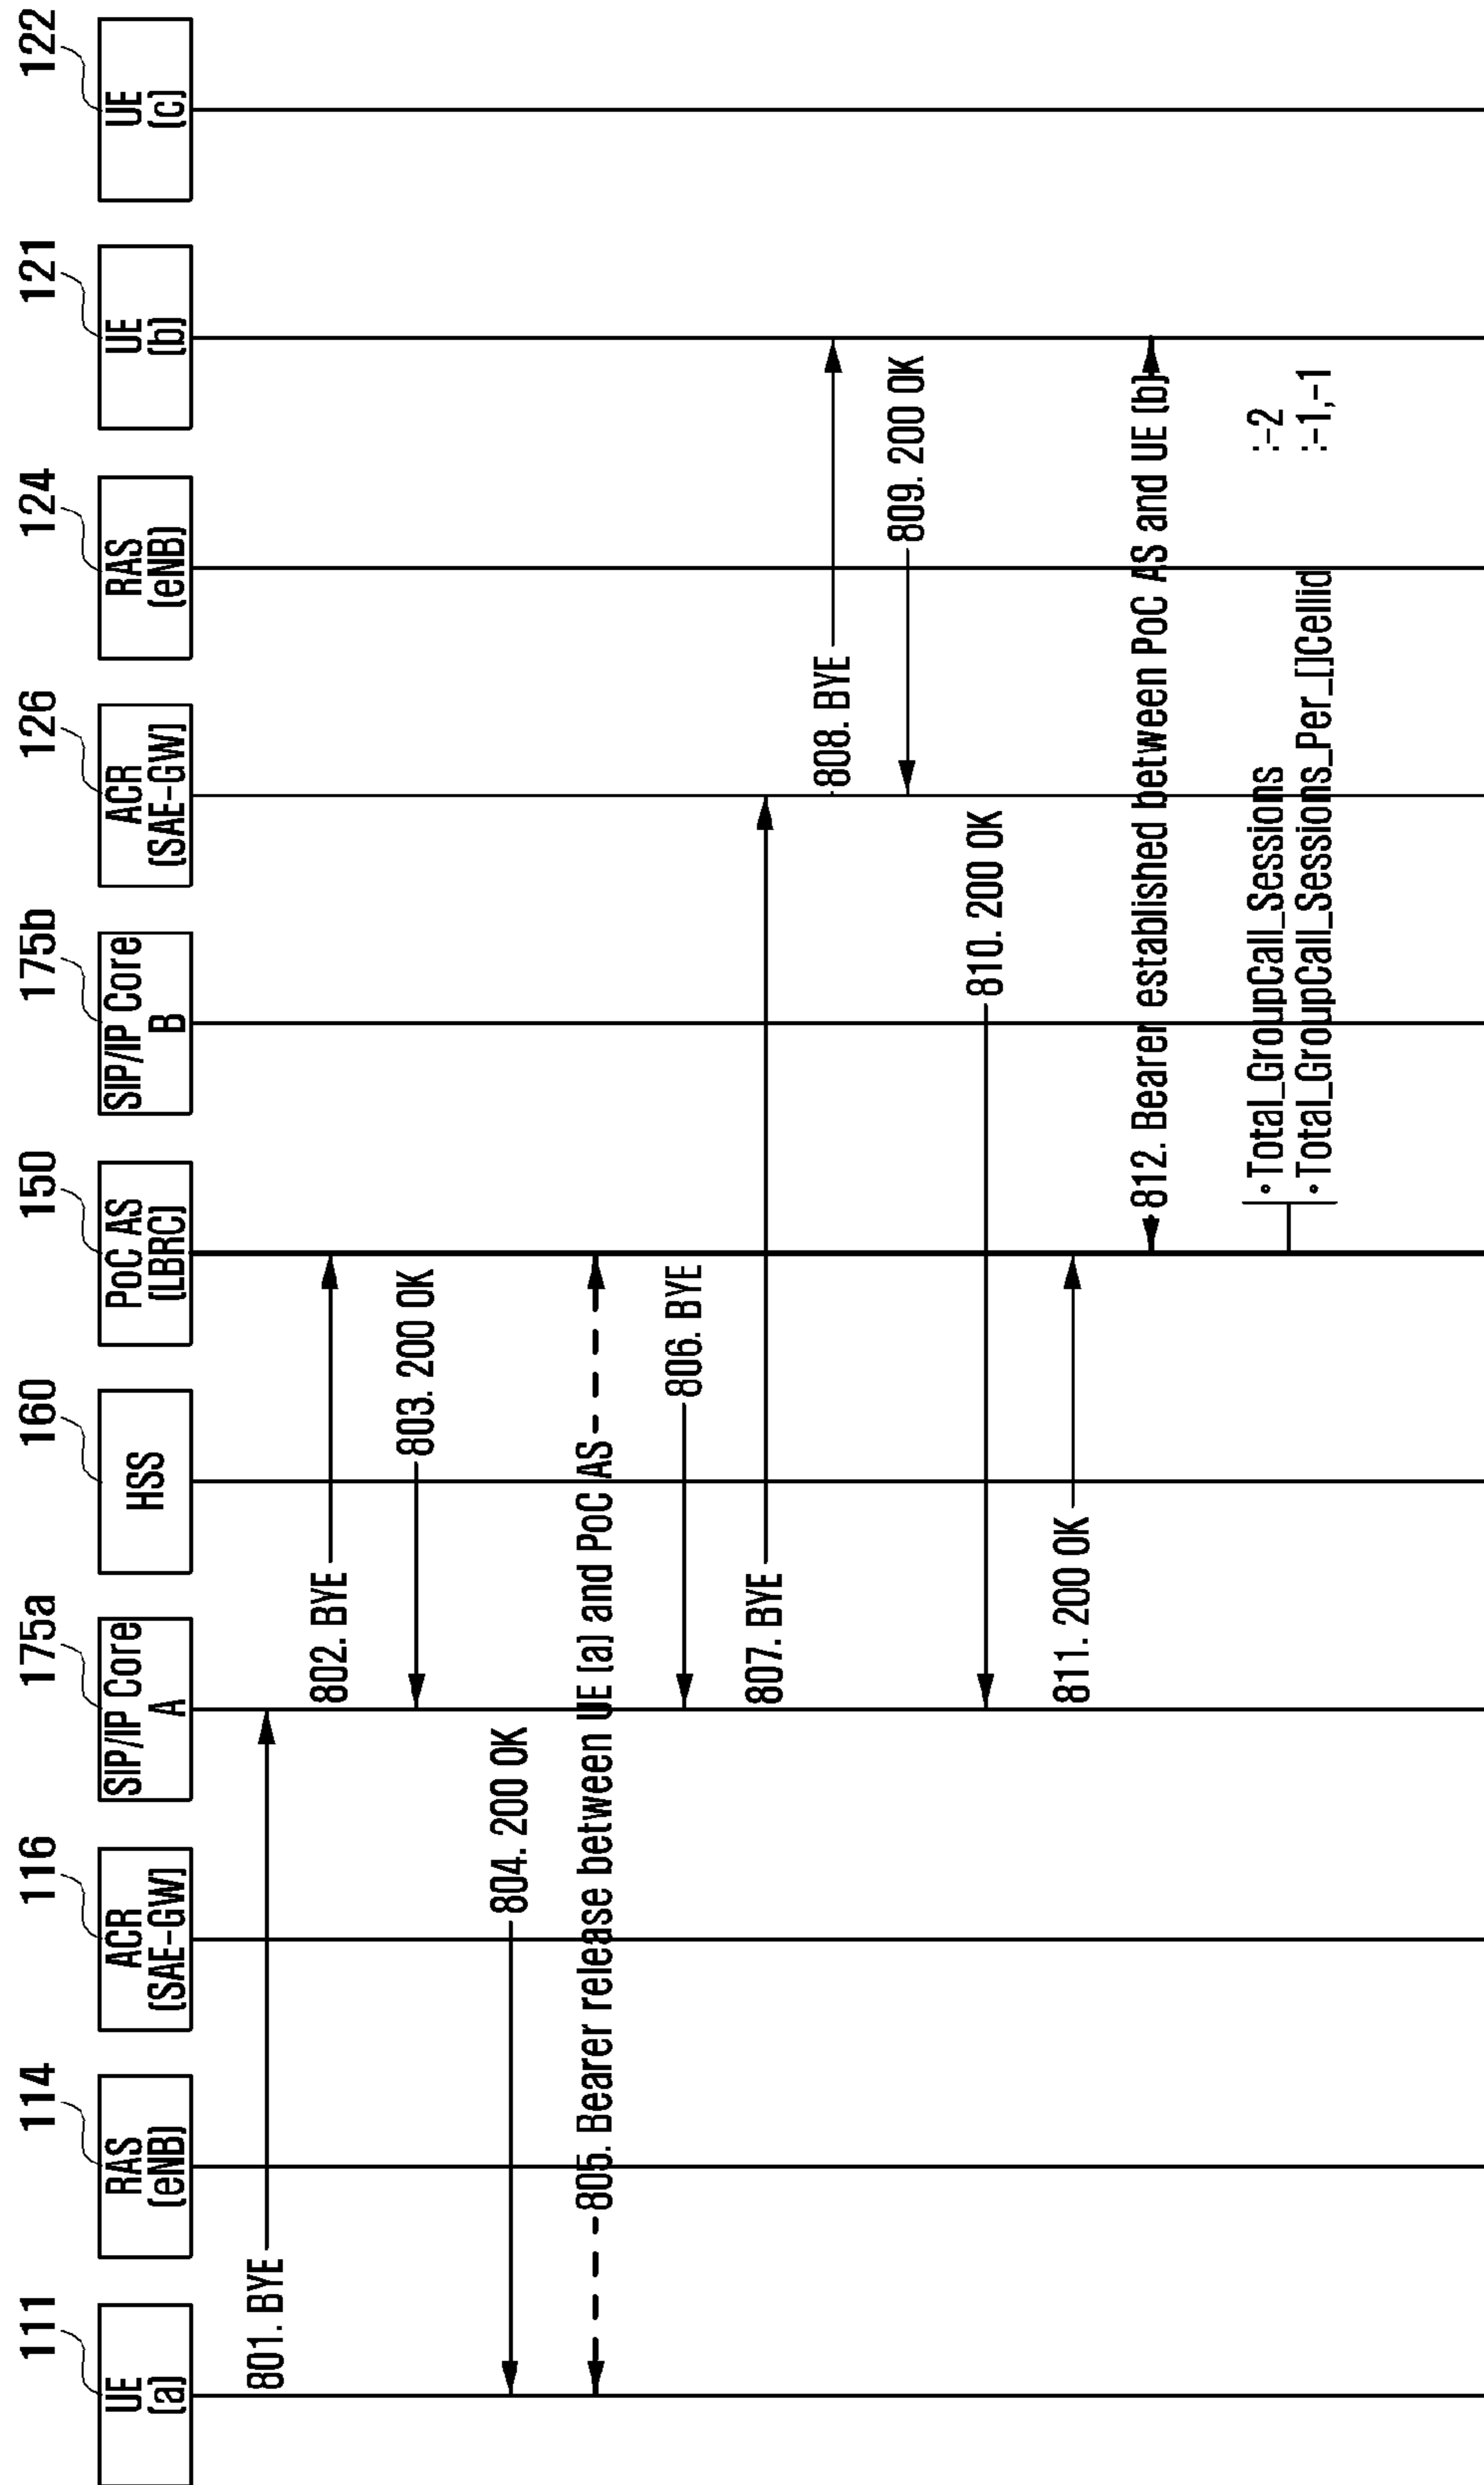 111
114
116
175a
160
150
175b
126
124
121
122
UE
(a)
RAS
(eNB)
ACR
(SAE-GW)
SIP/IP Core
A
HSS
PoC AS
(LBRC)
SIP/IP Core
B
ACR
(SAE-GW)
RAS
(eNB)
UE
(b)
UE
(c)
801. BYE
802. BYE
803. 200 OK
804. 200 OK
805. Bearer release between UE (a) and PoC AS
806. BYE
807. BYE
808. BYE
809. 200 OK
810. 200 OK
811. 200 OK
812. Bearer established between PoC AS and UE (b)
• Total_GroupCall_Sessions :-2
• Total_GroupCall_Sessions_Per_[]Cellid :-1,-1